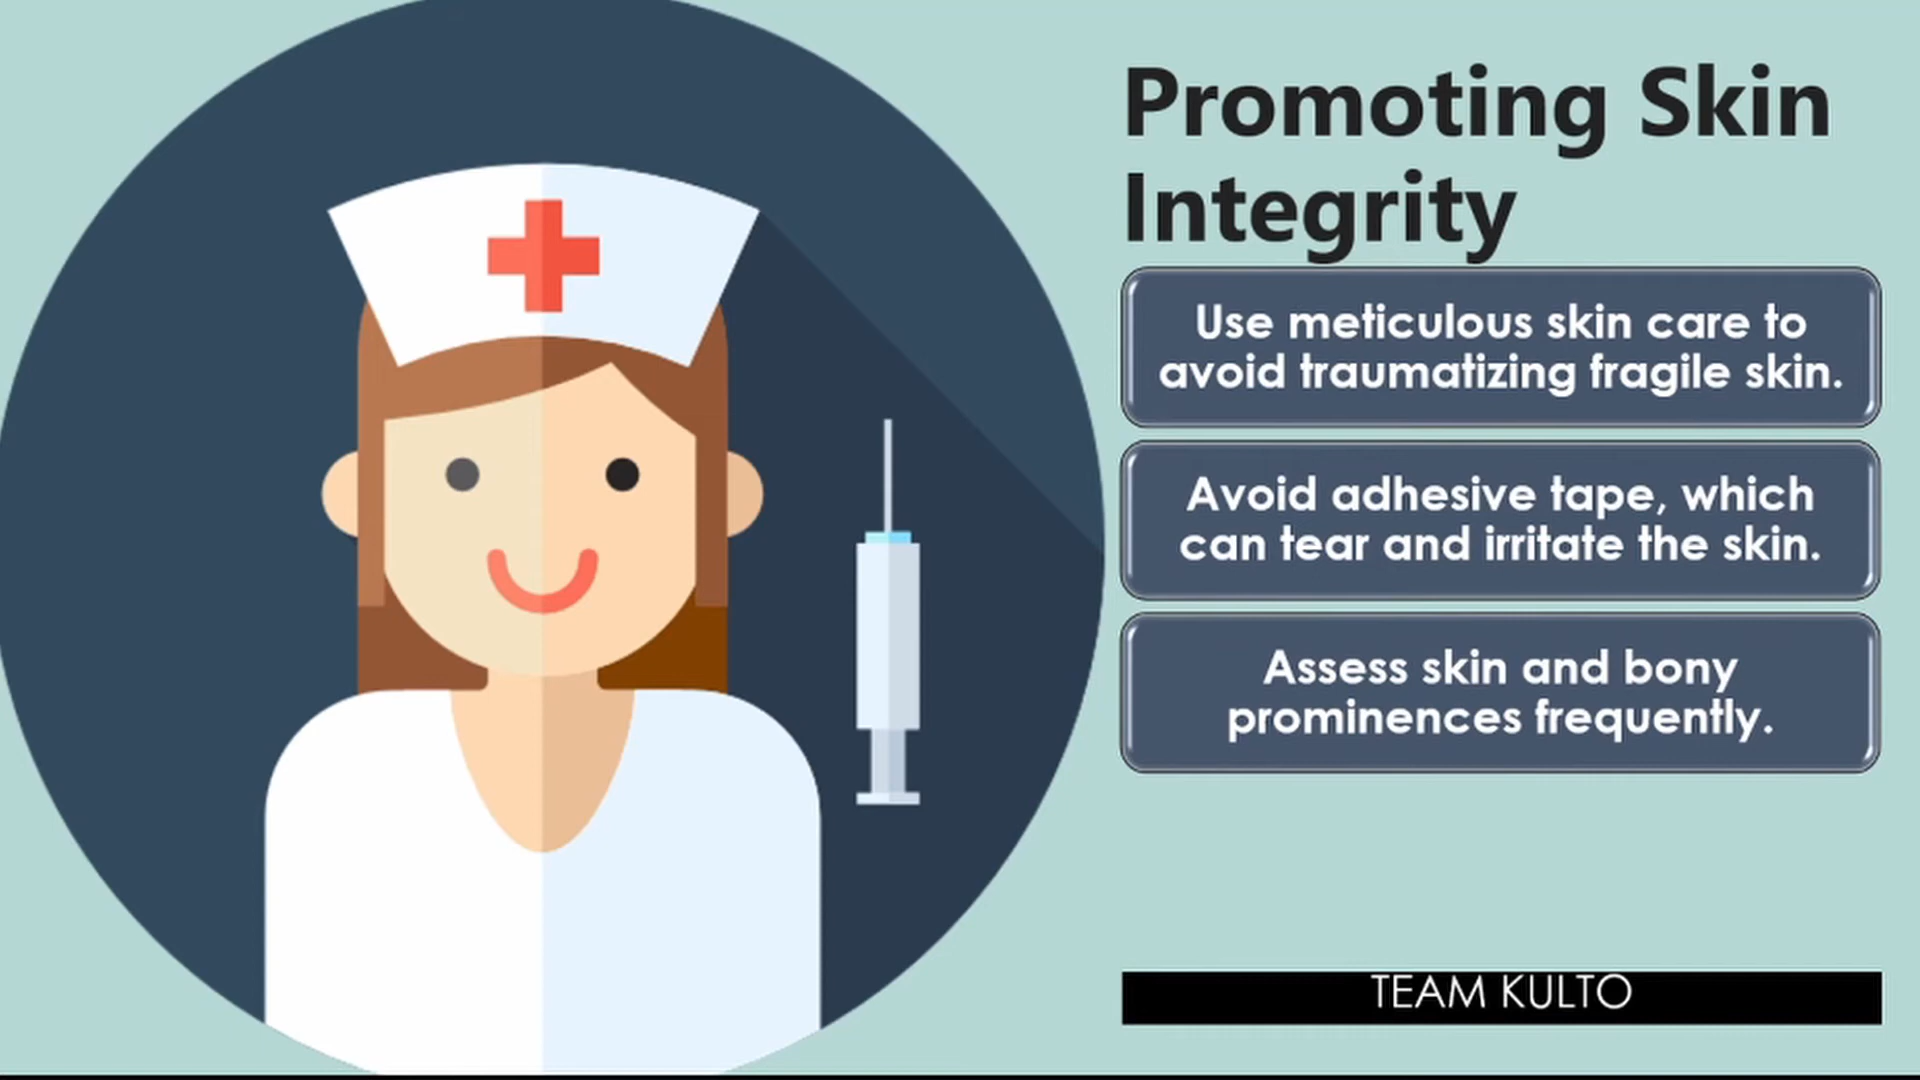 Promoting Skin
Integrity
Use meticulous skin care to
avoid traumatizing fragile skin.
Avoid adhesive tape, which
can tear and irritate the skin.
Assess skin and bony
prominences frequently.
TEAM KULTO